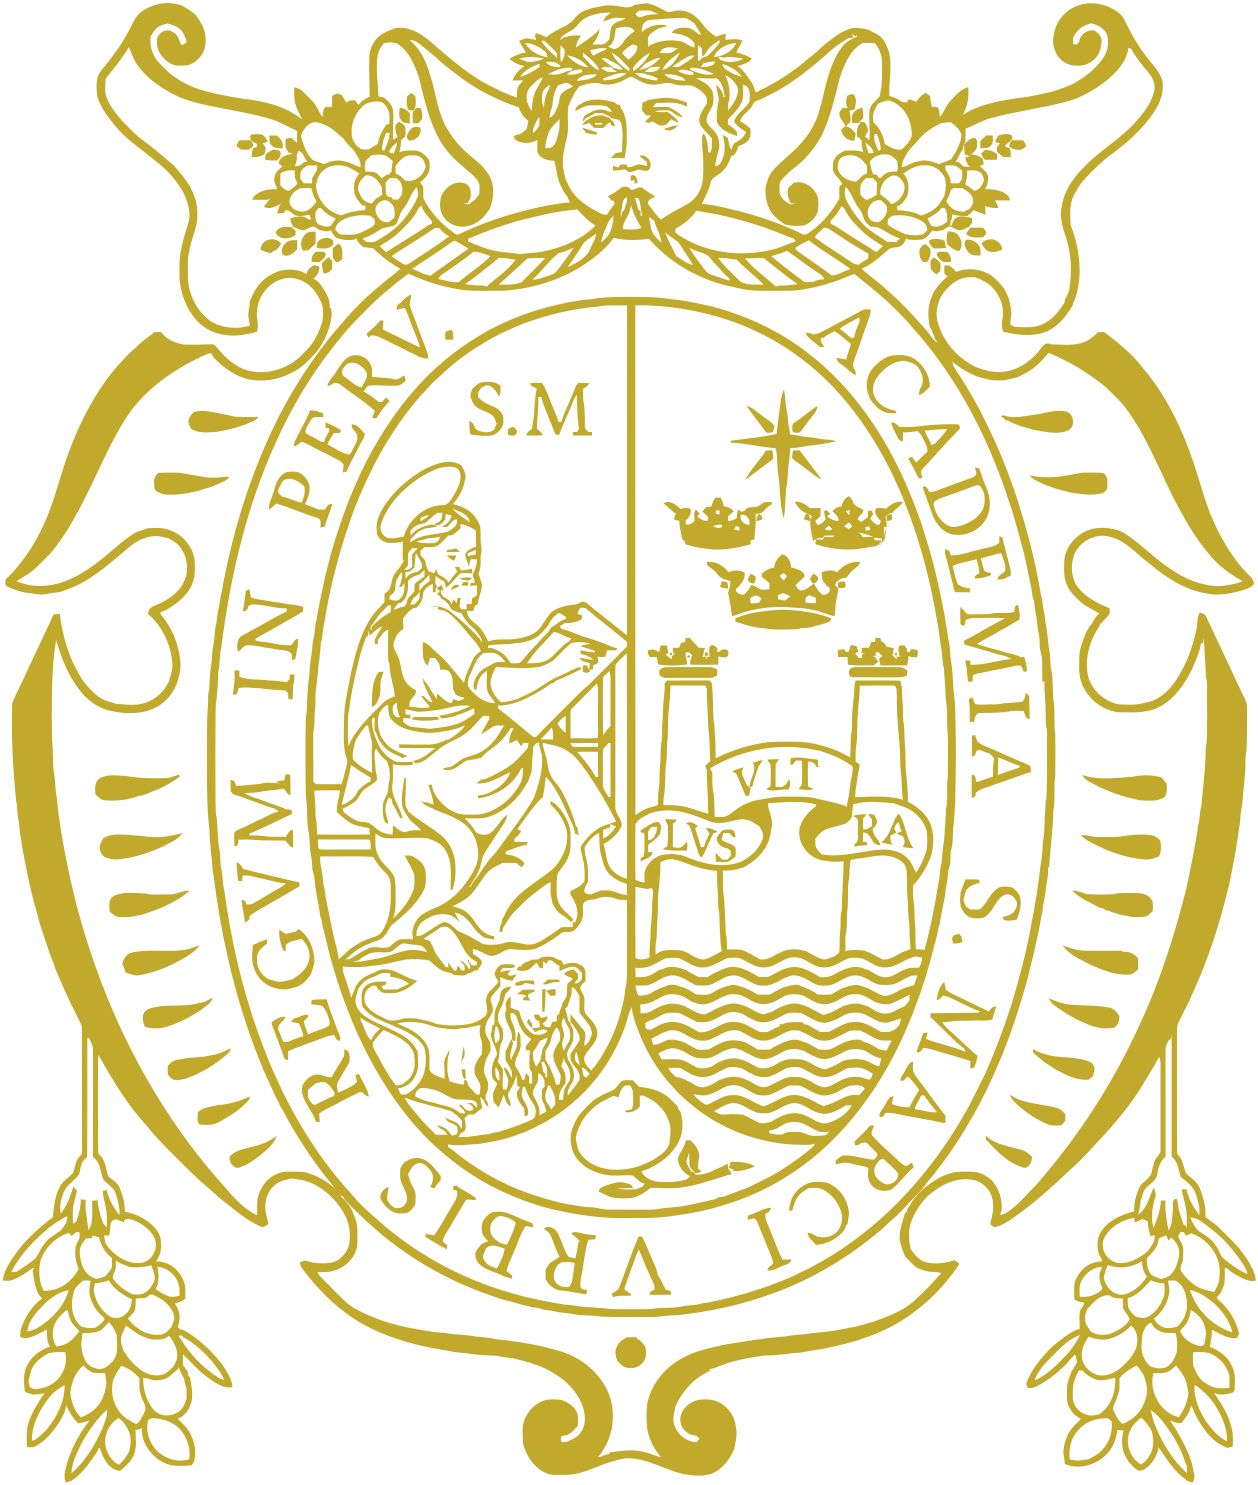 ACADEMIA S. MARCI VRBIS REGVM IN PERV.
S.M
VLT
PLVS
RA